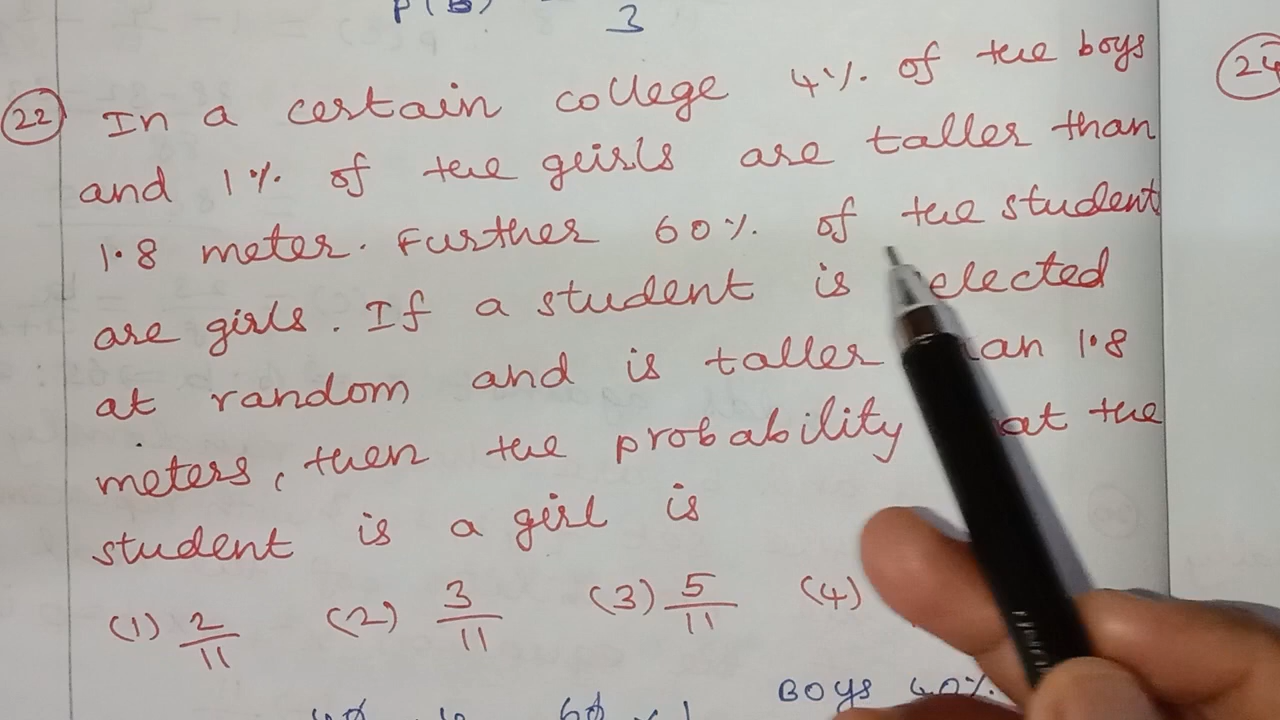 P(B)
3
22 In a certain college 4% of the boys
and 1% of the girls are taller than
1.8 meter. Further 60% of the student
are girls. If a student is elected
at random and is taller an 1.8
meters, then the probability at the
student is a girl is
(1) 2/11 (2) 3/11 (3) 5/11 (4)
BOYS 40%.
24